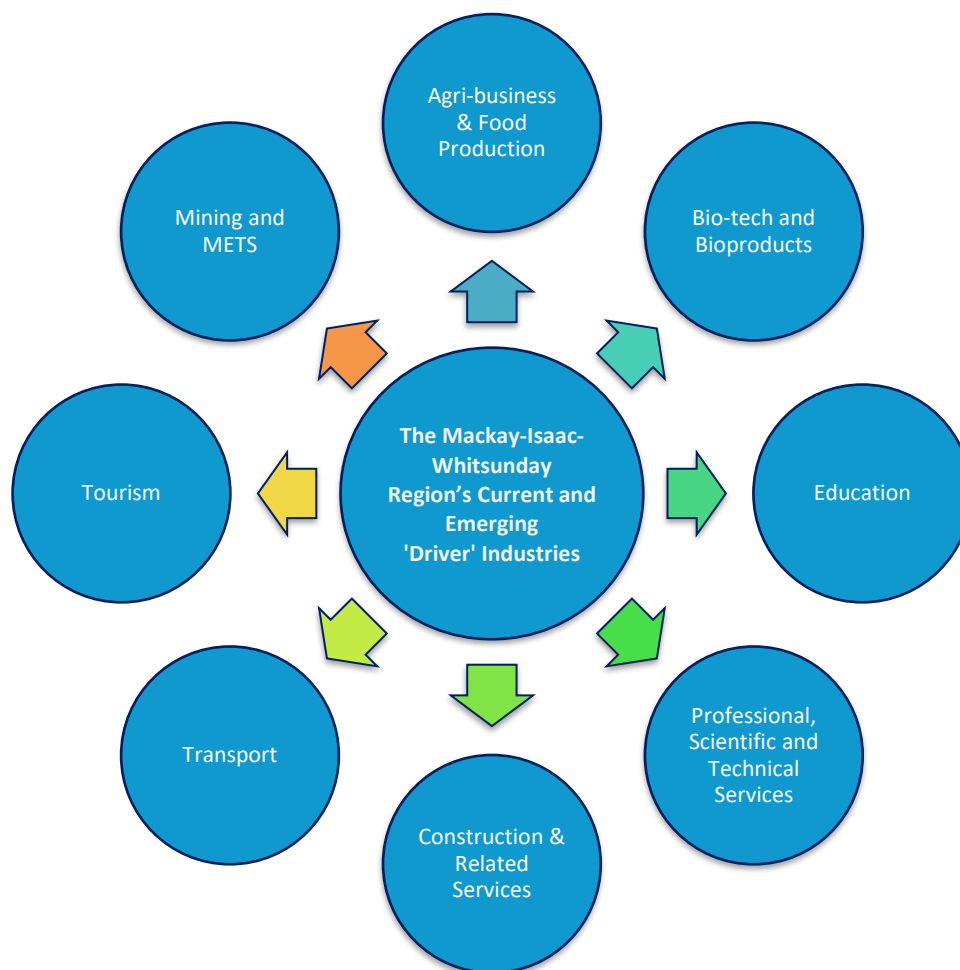 Agri-business
& Food
Production
Mining and
METS
Bio-tech and
Bioproducts
The Mackay-Isaac-
Whitsunday
Region’s Current and
Emerging
'Driver' Industries
Tourism
Education
Transport
Professional,
Scientific and
Technical
Services
Construction &
Related
Services